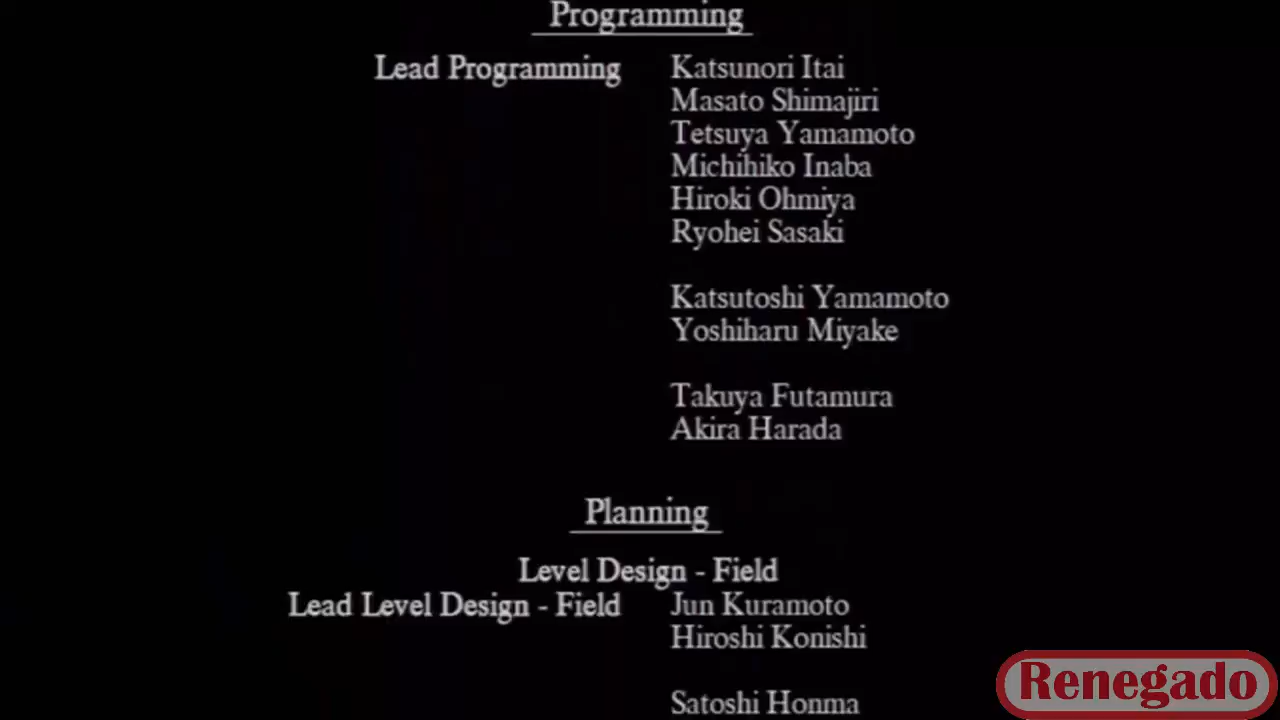 Programming
Lead Programming Katsunori Itai
Masato Shimajiri
Tetsuya Yamamoto
Michihiko Inaba
Hiroki Ohmiya
Ryohei Sasaki
Katsutoshi Yamamoto
Yoshiharu Miyake
Takuya Futamura
Akira Harada
Planning
Level Design - Field
Lead Level Design - Field Jun Kuramoto
Hiroshi Konishi
Satoshi Honma
Renegado